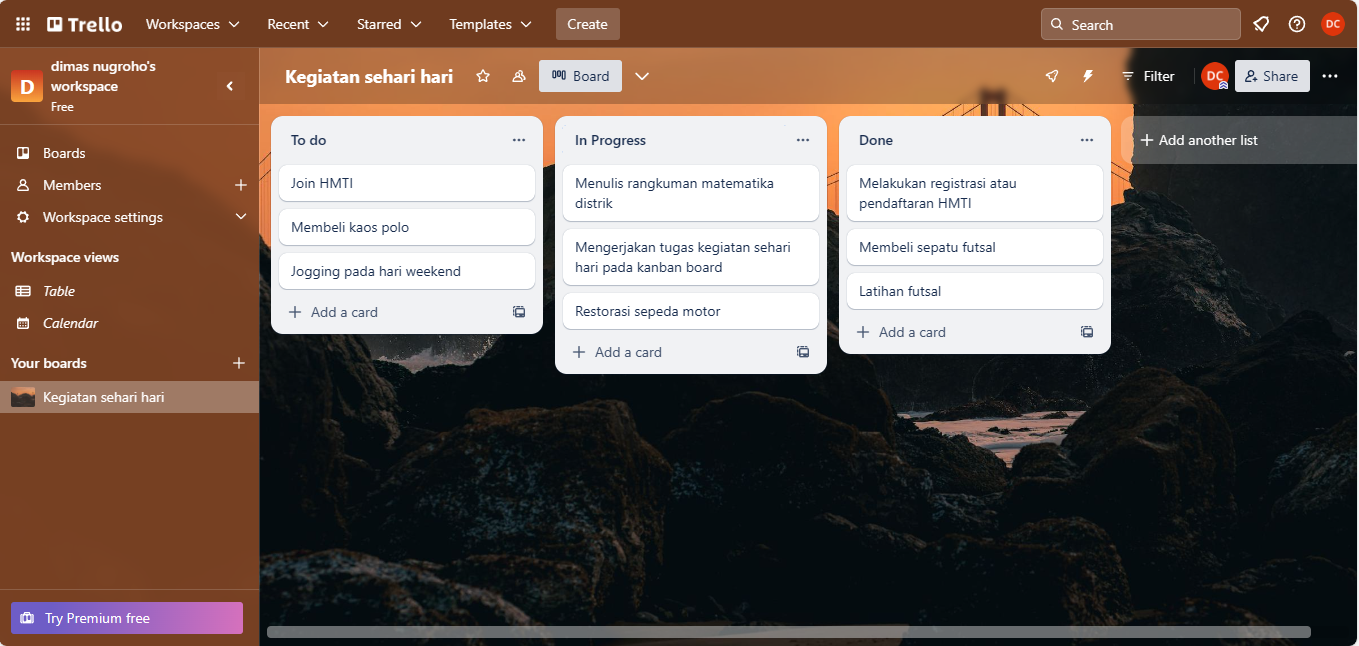 Trello Workspaces Recent Starred Templates Create Search DC
D
dimas nugroho's
workspace
Free
Boards
Members
Workspace settings
Workspace views
Table
Calendar
Your boards
Kegiatan sehari hari
Try Premium free
Kegiatan sehari hari Board Filter DC Share
To do
Join HMTI
Membeli kaos polo
Jogging pada hari weekend
Add a card
In Progress
Menulis rangkuman matematika
distrik
Mengerjakan tugas kegiatan sehari
hari pada kanban board
Restorasi sepeda motor
Add a card
Done
Melakukan registrasi atau
pendaftaran HMTI
Membeli sepatu futsal
Latihan futsal
Add a card
Add another list